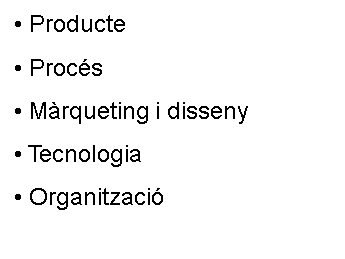 • Producte
• Procés
• Màrqueting i disseny
• Tecnologia
• Organització